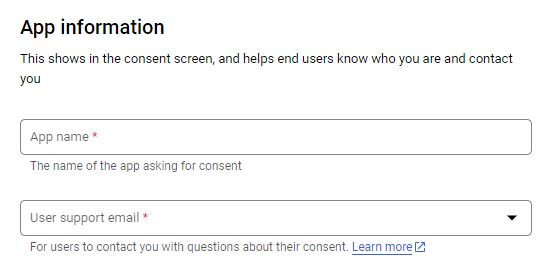 App information
This shows in the consent screen, and helps end users know who you are and contact
you
App name *
The name of the app asking for consent
User support email *
For users to contact you with questions about their consent. Learn more